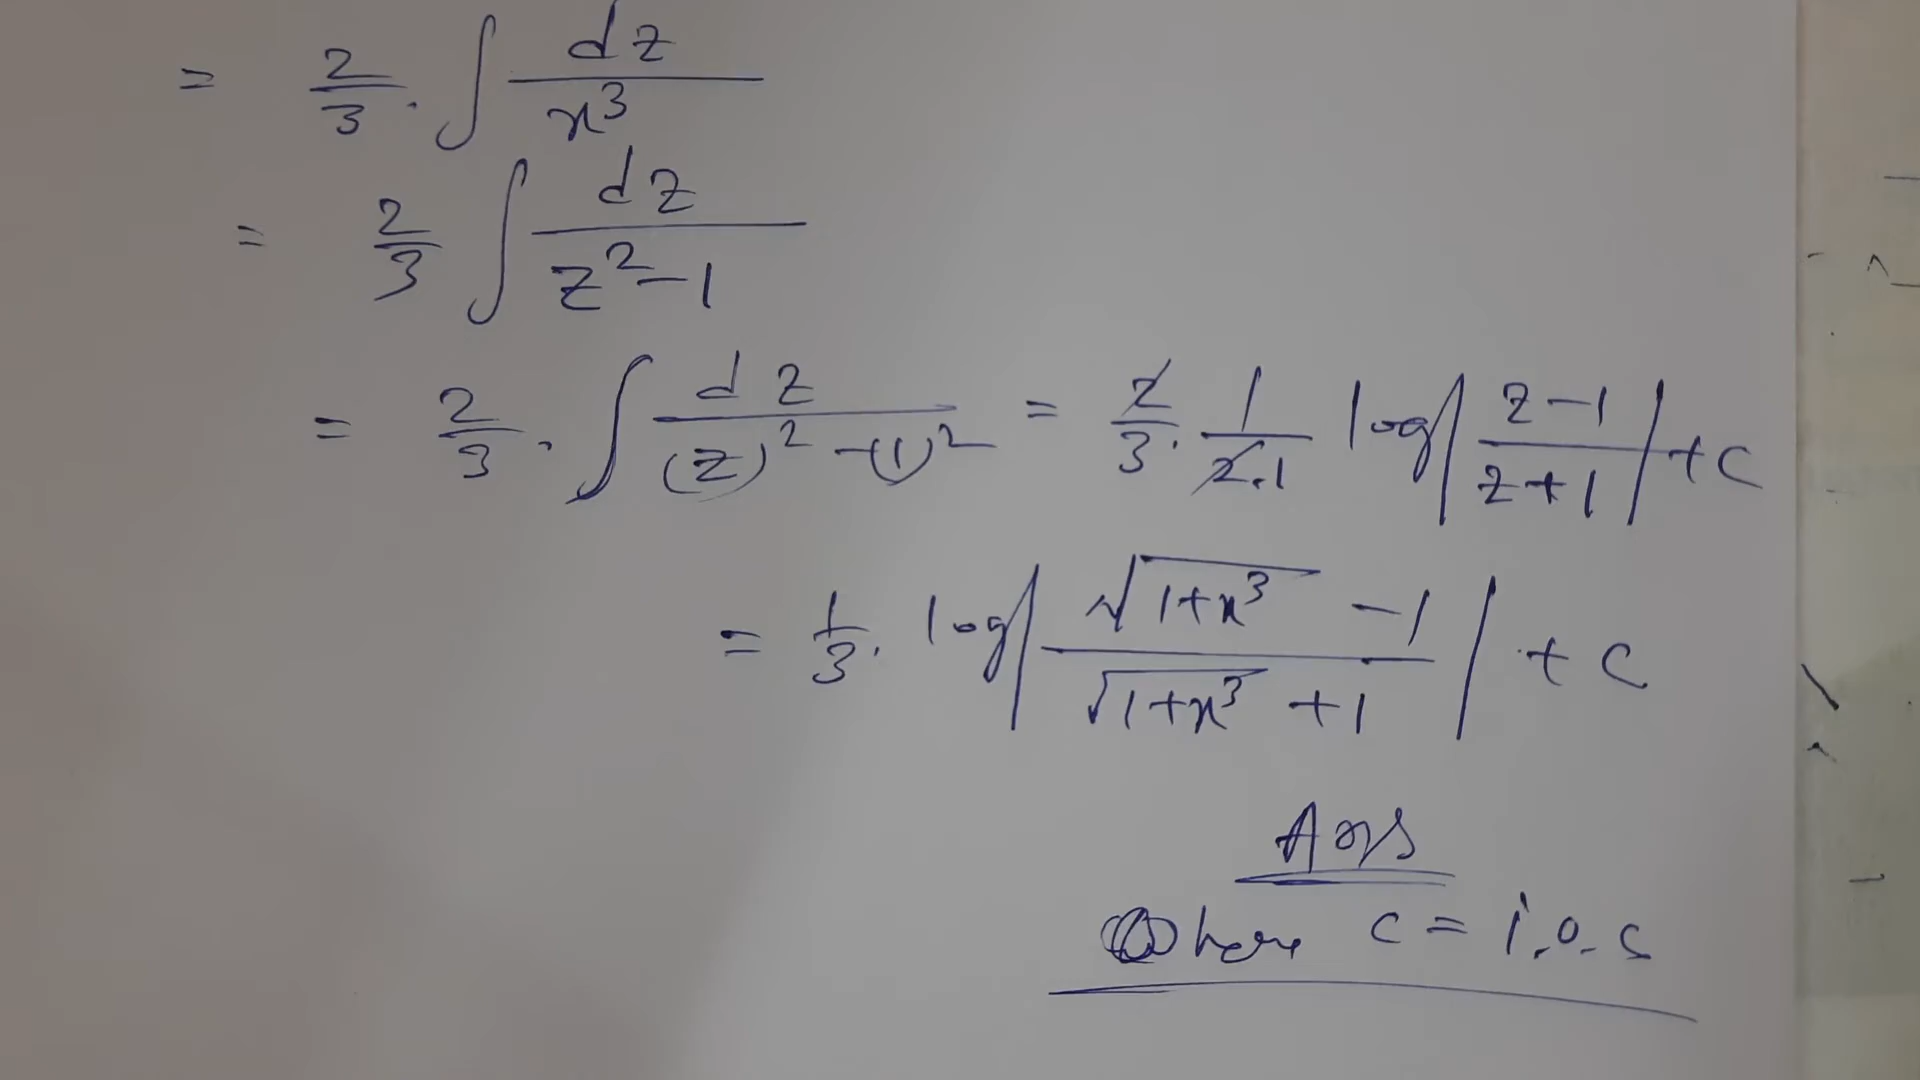 = 2/3 . ∫ dz/x³
= 2/3 ∫ dz/(z²-1)
= 2/3 . ∫ dz/((z)²-(1)²) = 2/3 . 1/(2.1) log|(z-1)/(z+1)| + c
= 1/3 . log|(√(1+x³) - 1)/(√(1+x³) + 1)| + c
Ans
where c = i.o.c